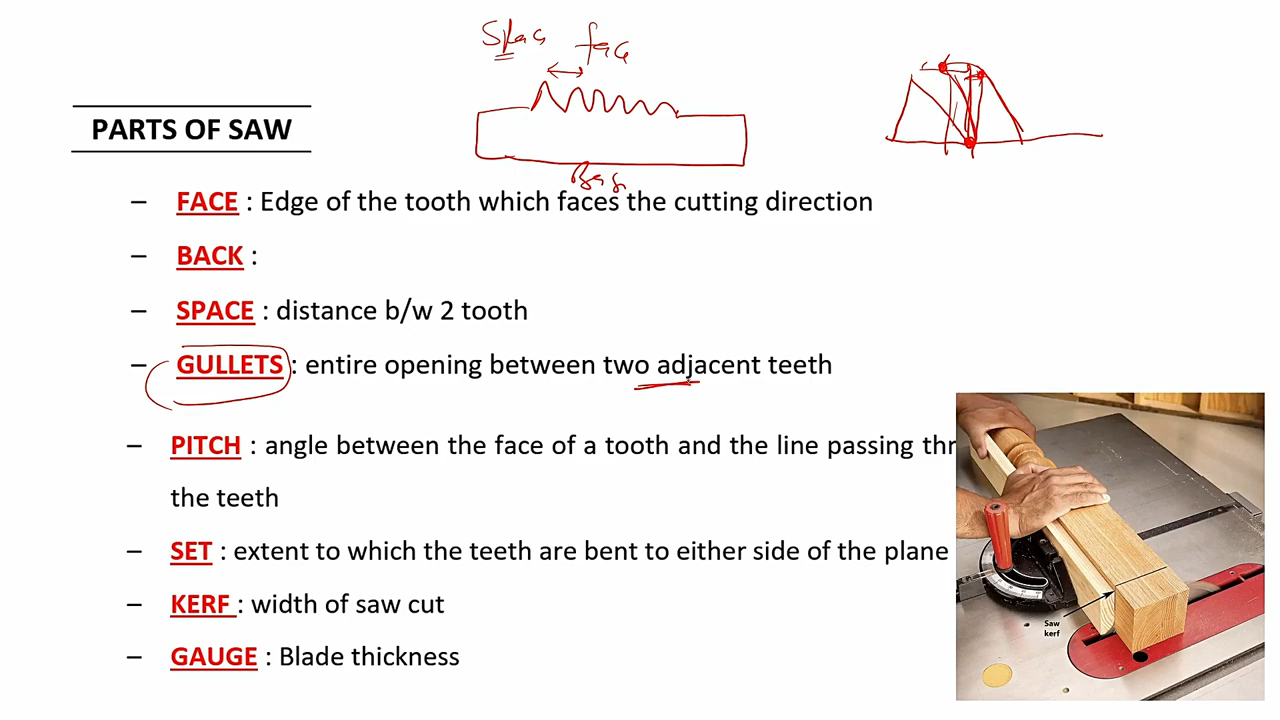 Spac face
PARTS OF SAW
Bac
– FACE : Edge of the tooth which faces the cutting direction
– BACK :
– SPACE : distance b/w 2 tooth
– GULLETS : entire opening between two adjacent teeth
– PITCH : angle between the face of a tooth and the line passing thr
the teeth
– SET : extent to which the teeth are bent to either side of the plane
– KERF : width of saw cut
– GAUGE : Blade thickness
Saw
kerf